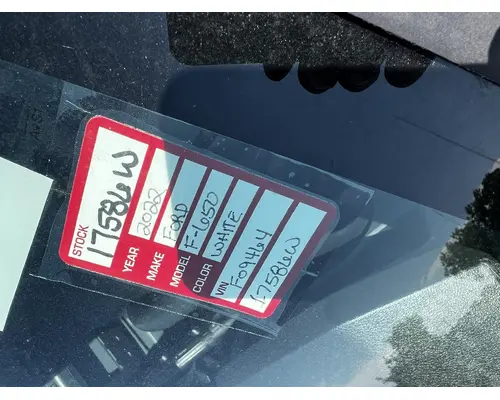 STOCK 17586W
YEAR 2022
MAKE FORD
MODEL F-650
COLOR WHITE
VIN F09464
17586W